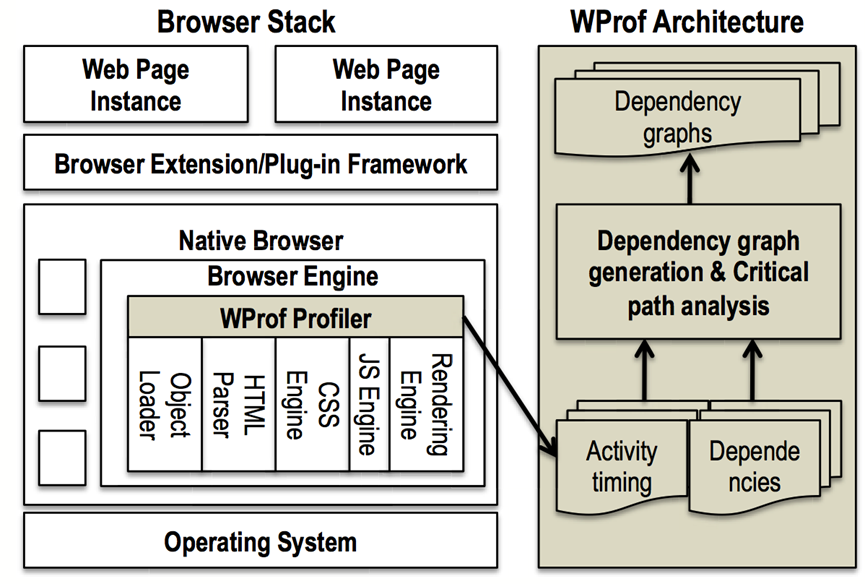 Browser Stack
Web Page
Instance
Web Page
Instance
Browser Extension/Plug-in Framework
Native Browser
Browser Engine
WProf Profiler
Object
Loader
HTML
Parser
CSS
Engine
JS Engine
Rendering
Engine
Operating System
WProf Architecture
Dependency
graphs
Dependency graph
generation & Critical
path analysis
Activity
timing
Depende
ncies